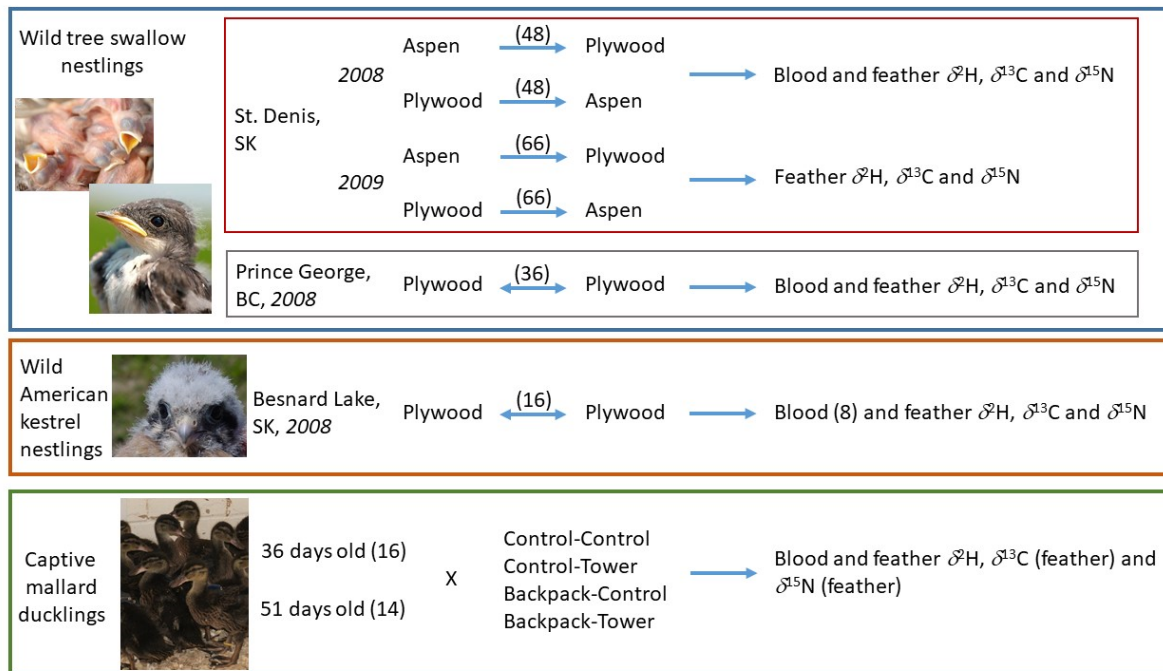 Wild tree swallow
nestlings
St. Denis,
SK
2008
Aspen (48) Plywood
Plywood (48) Aspen
Blood and feather δ²H, δ¹³C and δ¹⁵N
2009
Aspen (66) Plywood
Plywood (66) Aspen
Feather δ²H, δ¹³C and δ¹⁵N
Prince George,
BC, 2008
Plywood (36) Plywood
Blood and feather δ²H, δ¹³C and δ¹⁵N
Wild
American
kestrel
nestlings
Besnard Lake,
SK, 2008
Plywood (16) Plywood
Blood (8) and feather δ²H, δ¹³C and δ¹⁵N
Captive
mallard
ducklings
36 days old (16)
51 days old (14)
X
Control-Control
Control-Tower
Backpack-Control
Backpack-Tower
Blood and feather δ²H, δ¹³C (feather) and
δ¹⁵N (feather)